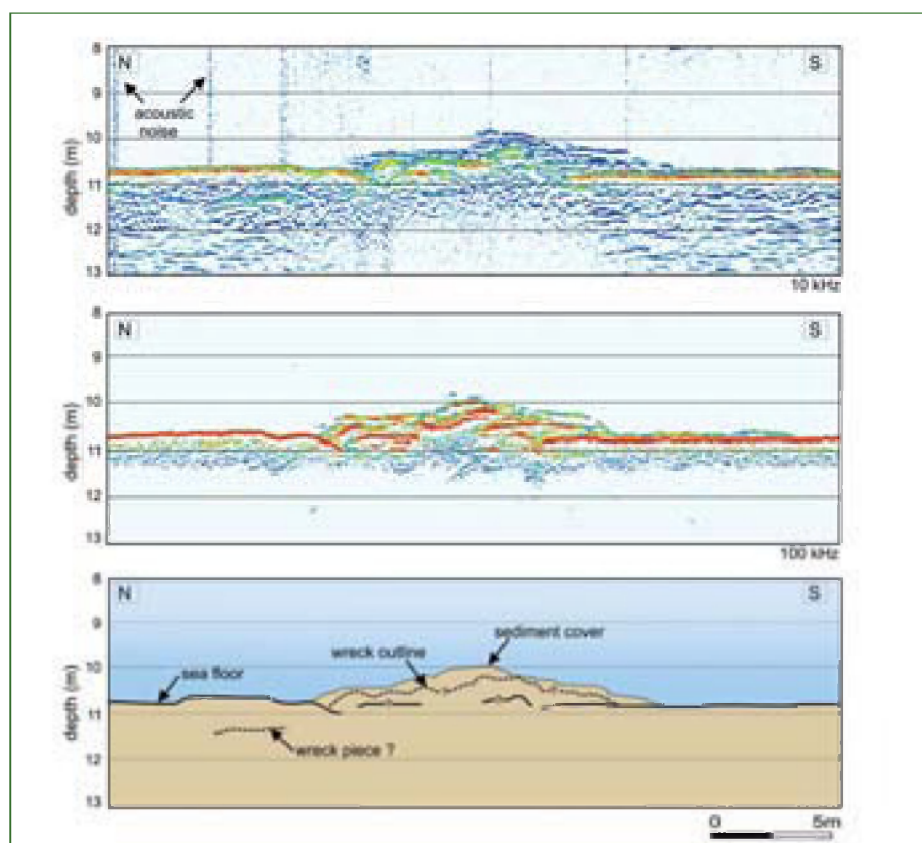 8
N
S
acoustic
noise
9
10
11
12
13
depth (m)
10 kHz
8
N
S
9
10
11
12
13
depth (m)
100 kHz
8
N
S
9
sediment cover
wreck outline
10
sea floor
11
wreck piece ?
12
13
depth (m)
0 5m